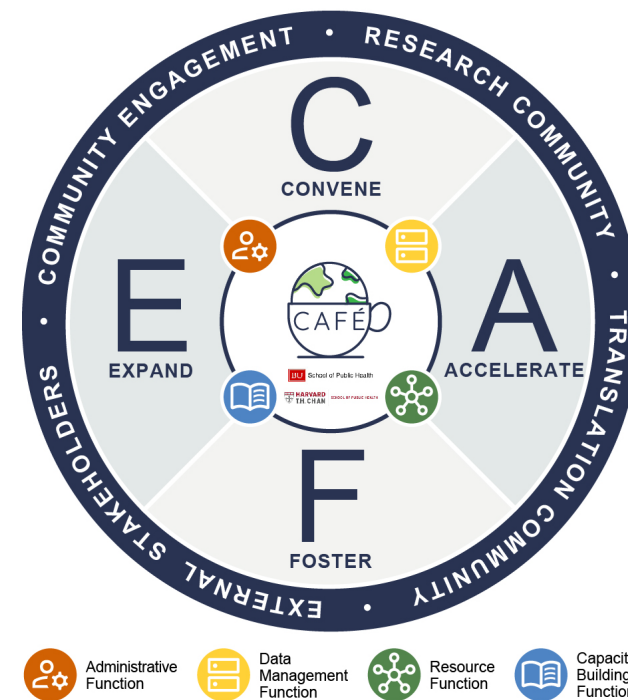 COMMUNITY ENGAGEMENT • RESEARCH COMMUNITY • TRANSLATION COMMUNITY • EXTERNAL STAKEHOLDERS •
C
CONVENE
E
EXPAND
A
ACCELERATE
CAFÉ
BU School of Public Health
HARVARD
T.H. CHAN
SCHOOL OF PUBLIC HEALTH
F
FOSTER
Administrative
Function
Data
Management
Function
Resource
Function
Capacit
Building
Function